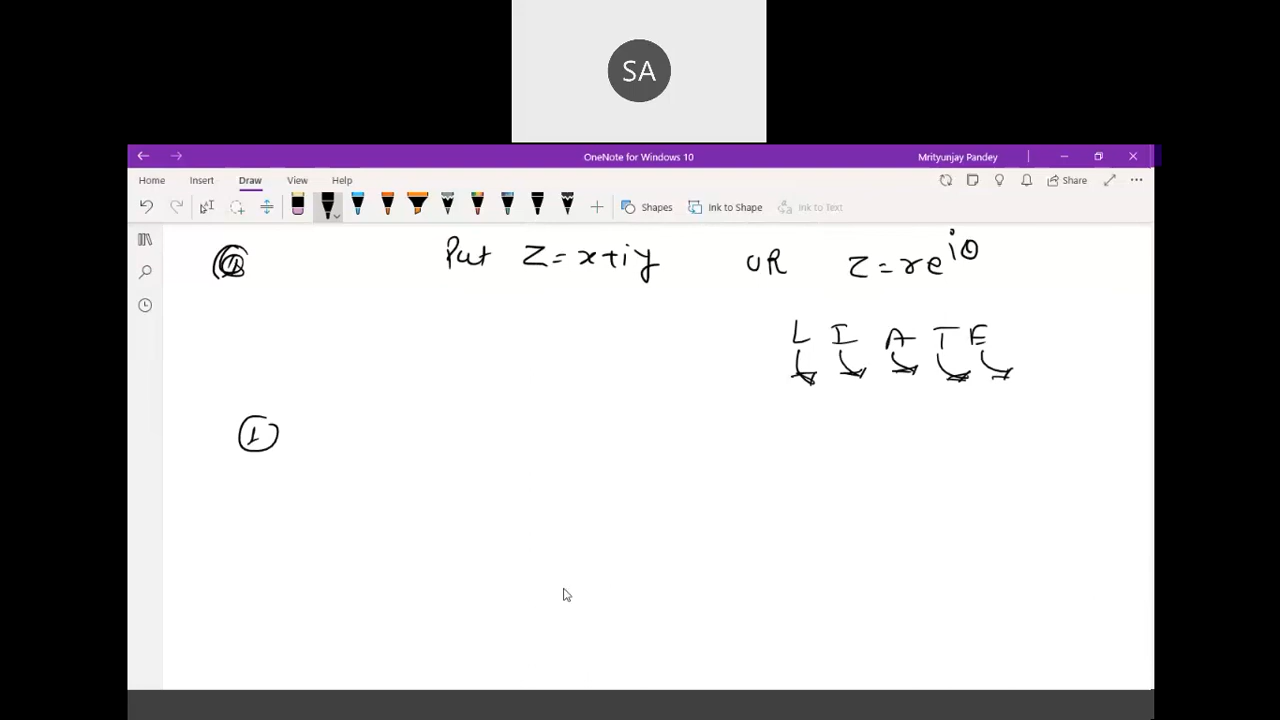 SA
OneNote for Windows 10 Mrityunjay Pandey
Home Insert Draw View Help Share
Shapes Ink to Shape Ink to Text
Put Z = x+iy OR Z = re^{iθ}
L I A T E
①